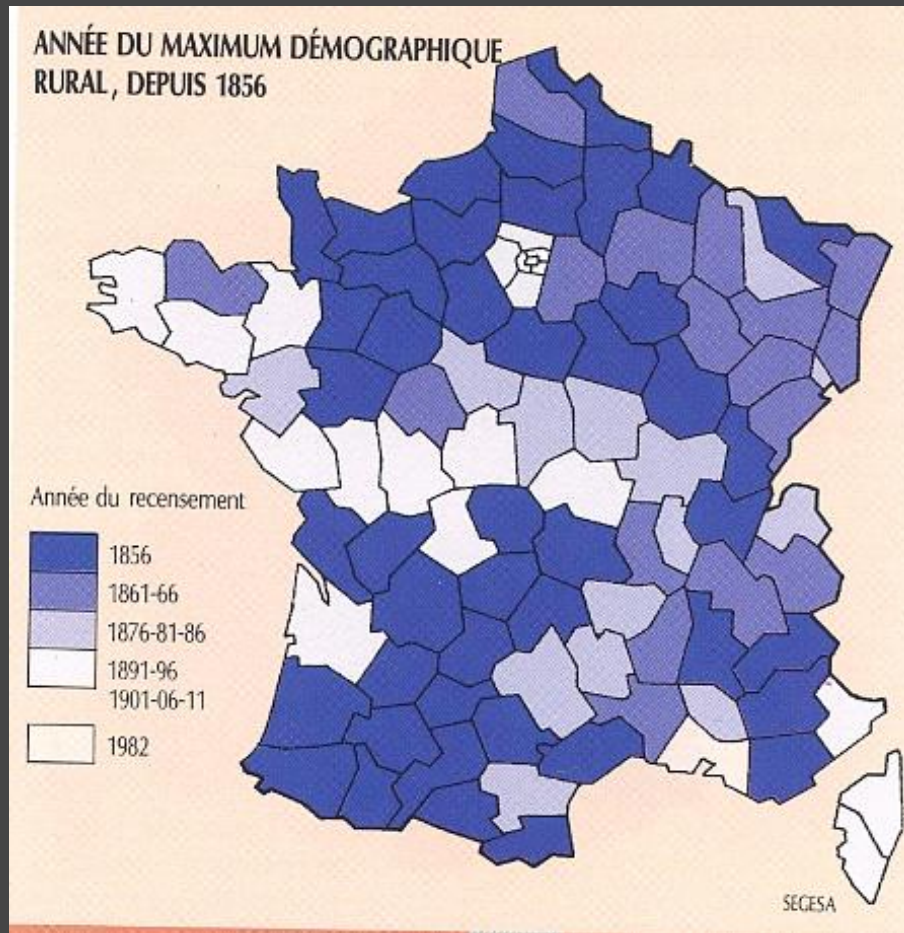 ANNÉE DU MAXIMUM DÉMOGRAPHIQUE
RURAL, DEPUIS 1856
Année du recensement
1856
1861-66
1876-81-86
1891-96
1901-06-11
1982
SEGESA